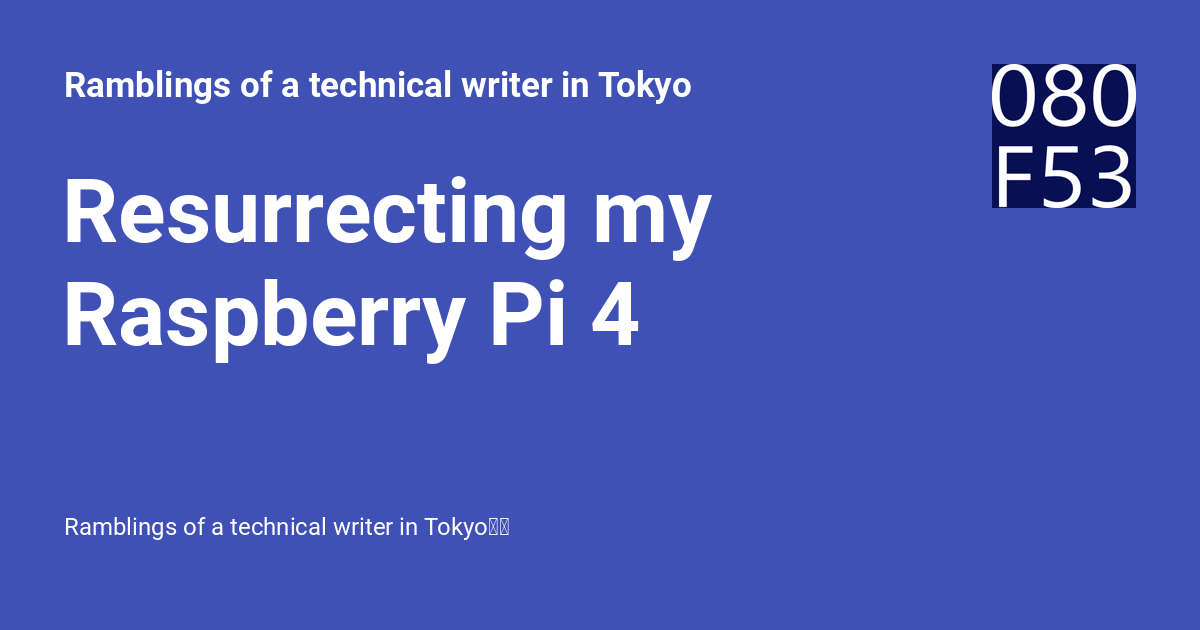 Ramblings of a technical writer in Tokyo
080
F53
Resurrecting my
Raspberry Pi 4
Ramblings of a technical writer in Tokyo